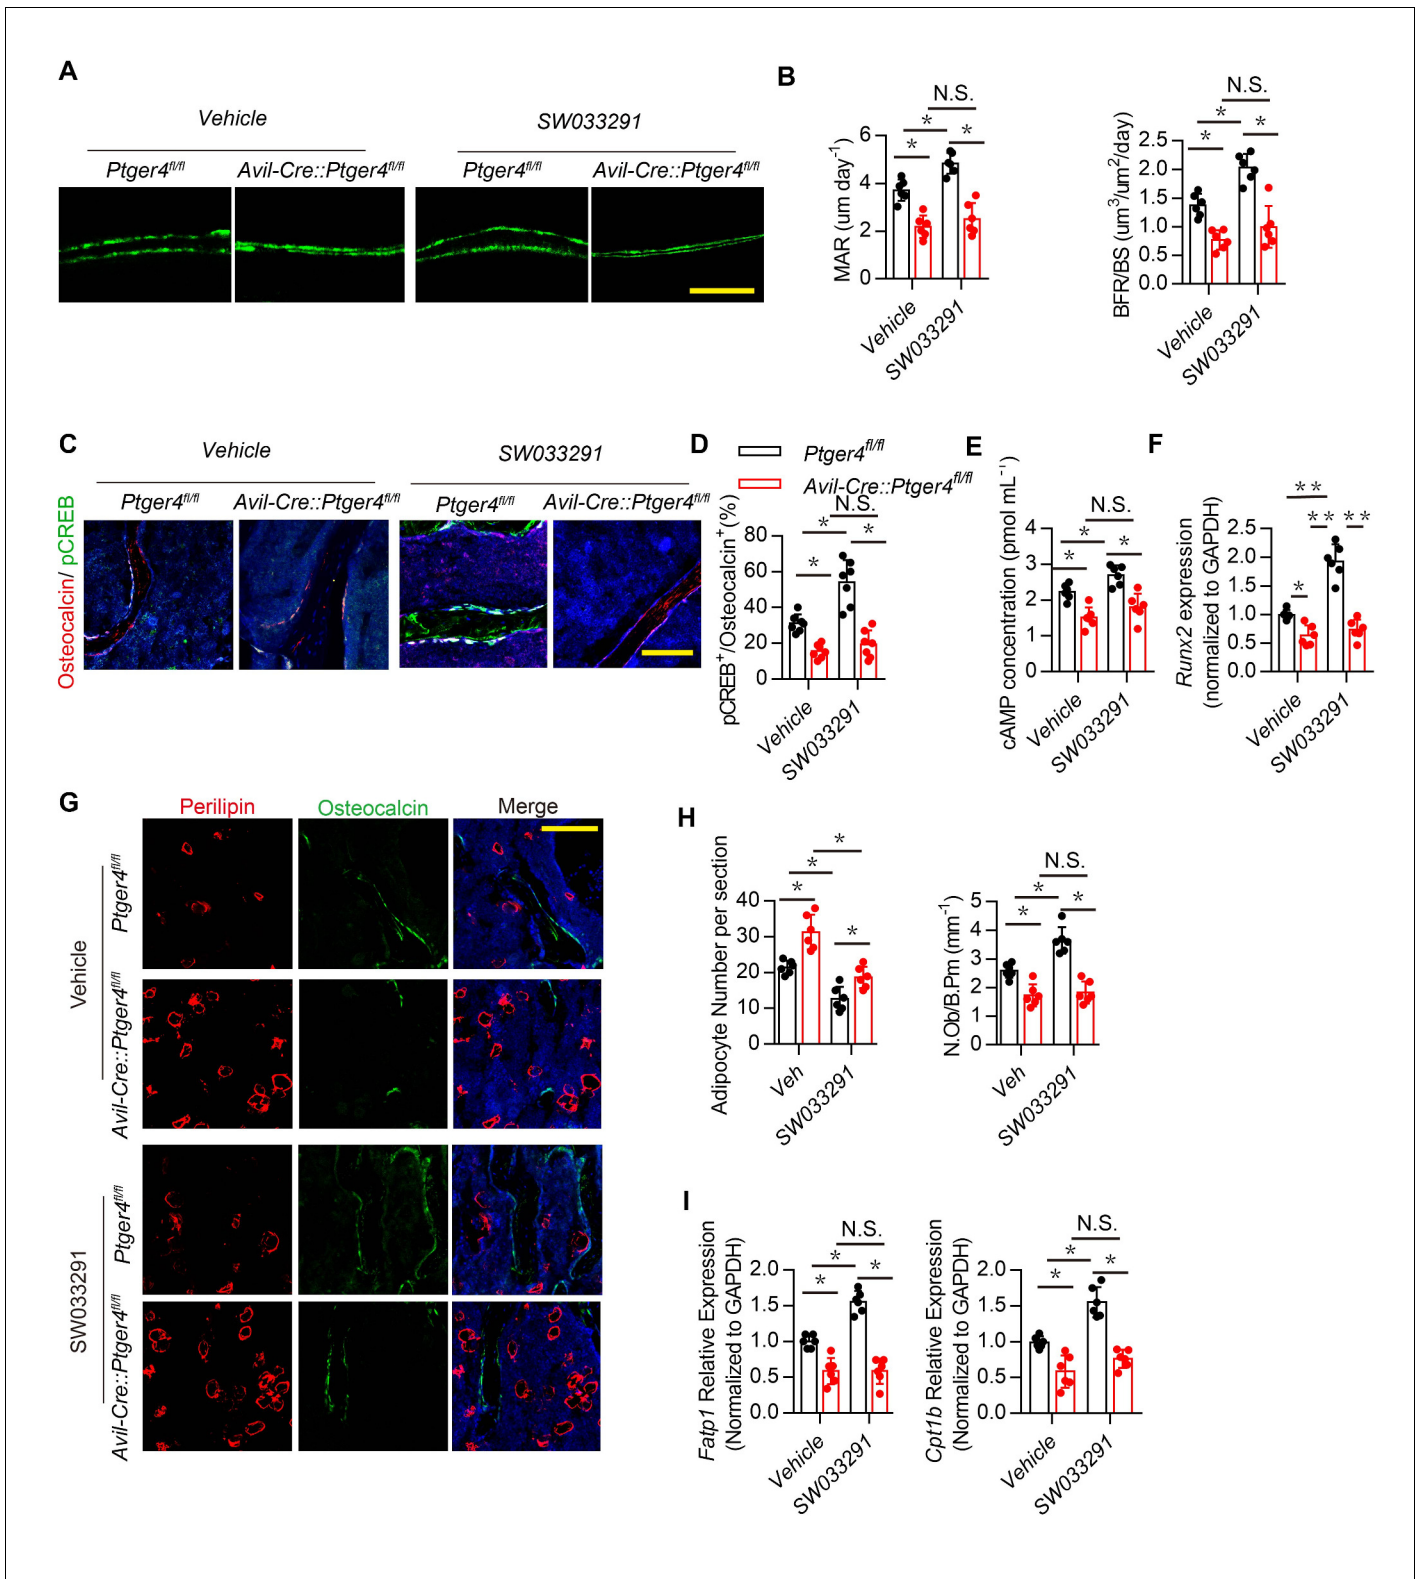 A
Vehicle
SW033291
Ptger4fl/fl
Avil-Cre::Ptger4fl/fl
Ptger4fl/fl
Avil-Cre::Ptger4fl/fl
B
N.S.
*
*
*
MAR (um day-1)
6
4
2
0
Vehicle
SW033291
N.S.
*
*
*
BFR/BS (um3/um2/day)
2.5
2.0
1.5
1.0
0.5
0.0
Vehicle
SW033291
C
Vehicle
SW033291
Ptger4fl/fl
Avil-Cre::Ptger4fl/fl
Ptger4fl/fl
Avil-Cre::Ptger4fl/fl
Osteocalcin/ pCREB
D
Ptger4fl/fl
Avil-Cre::Ptger4fl/fl
N.S.
*
*
*
pCREB+/Osteocalcin+(%)
80
60
40
20
0
Vehicle
SW033291
E
N.S.
*
*
*
cAMP concentration (pmol mL-1)
4
3
2
1
0
Vehicle
SW033291
F
**
** **
*
Runx2 expression
(normalized to GAPDH)
2.5
2.0
1.5
1.0
0.5
0.0
Vehicle
SW033291
G
Perilipin
Osteocalcin
Merge
Vehicle
Ptger4fl/fl
Avil-Cre::Ptger4fl/fl
SW033291
Ptger4fl/fl
Avil-Cre::Ptger4fl/fl
H
*
*
*
*
Adipocyte Number per section
40
30
20
10
0
Veh
SW033291
N.S.
*
*
*
N.Ob/B.Pm (mm-1)
5
4
3
2
1
0
Veh
SW033291
I
N.S.
*
*
*
Fatp1 Relative Expression
(Normalized to GAPDH)
2.0
1.5
1.0
0.5
0.0
Vehicle
SW033291
N.S.
*
*
*
Cpt1b Relative Expression
(Normalized to GAPDH)
2.0
1.5
1.0
0.5
0.0
Vehicle
SW033291